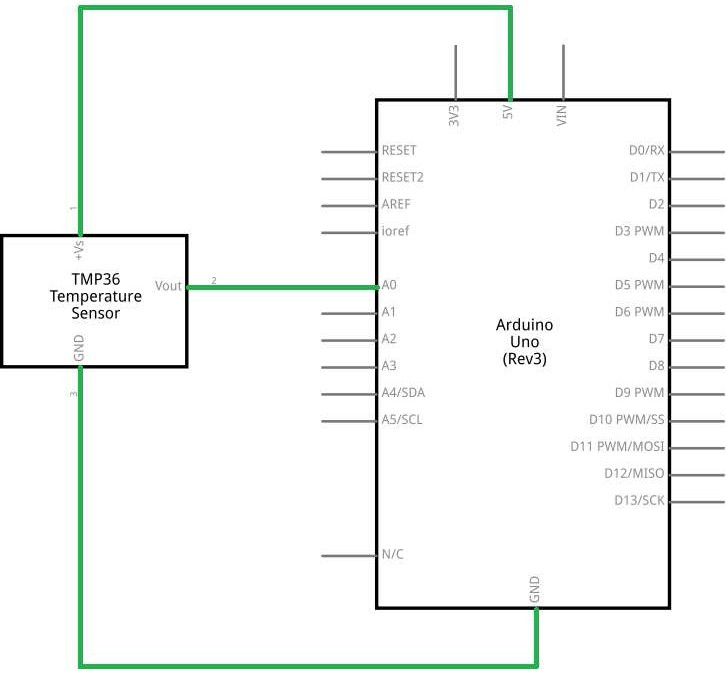 3V3
5V
VIN
RESET
RESET2
AREF
ioref
A0
A1
A2
A3
A4/SDA
A5/SCL
N/C
1
+Vs
TMP36
Temperature
Sensor
Vout
2
GND
3
Arduino
Uno
(Rev3)
D0/RX
D1/TX
D2
D3 PWM
D4
D5 PWM
D6 PWM
D7
D8
D9 PWM
D10 PWM/SS
D11 PWM/MOSI
D12/MISO
D13/SCK
GND